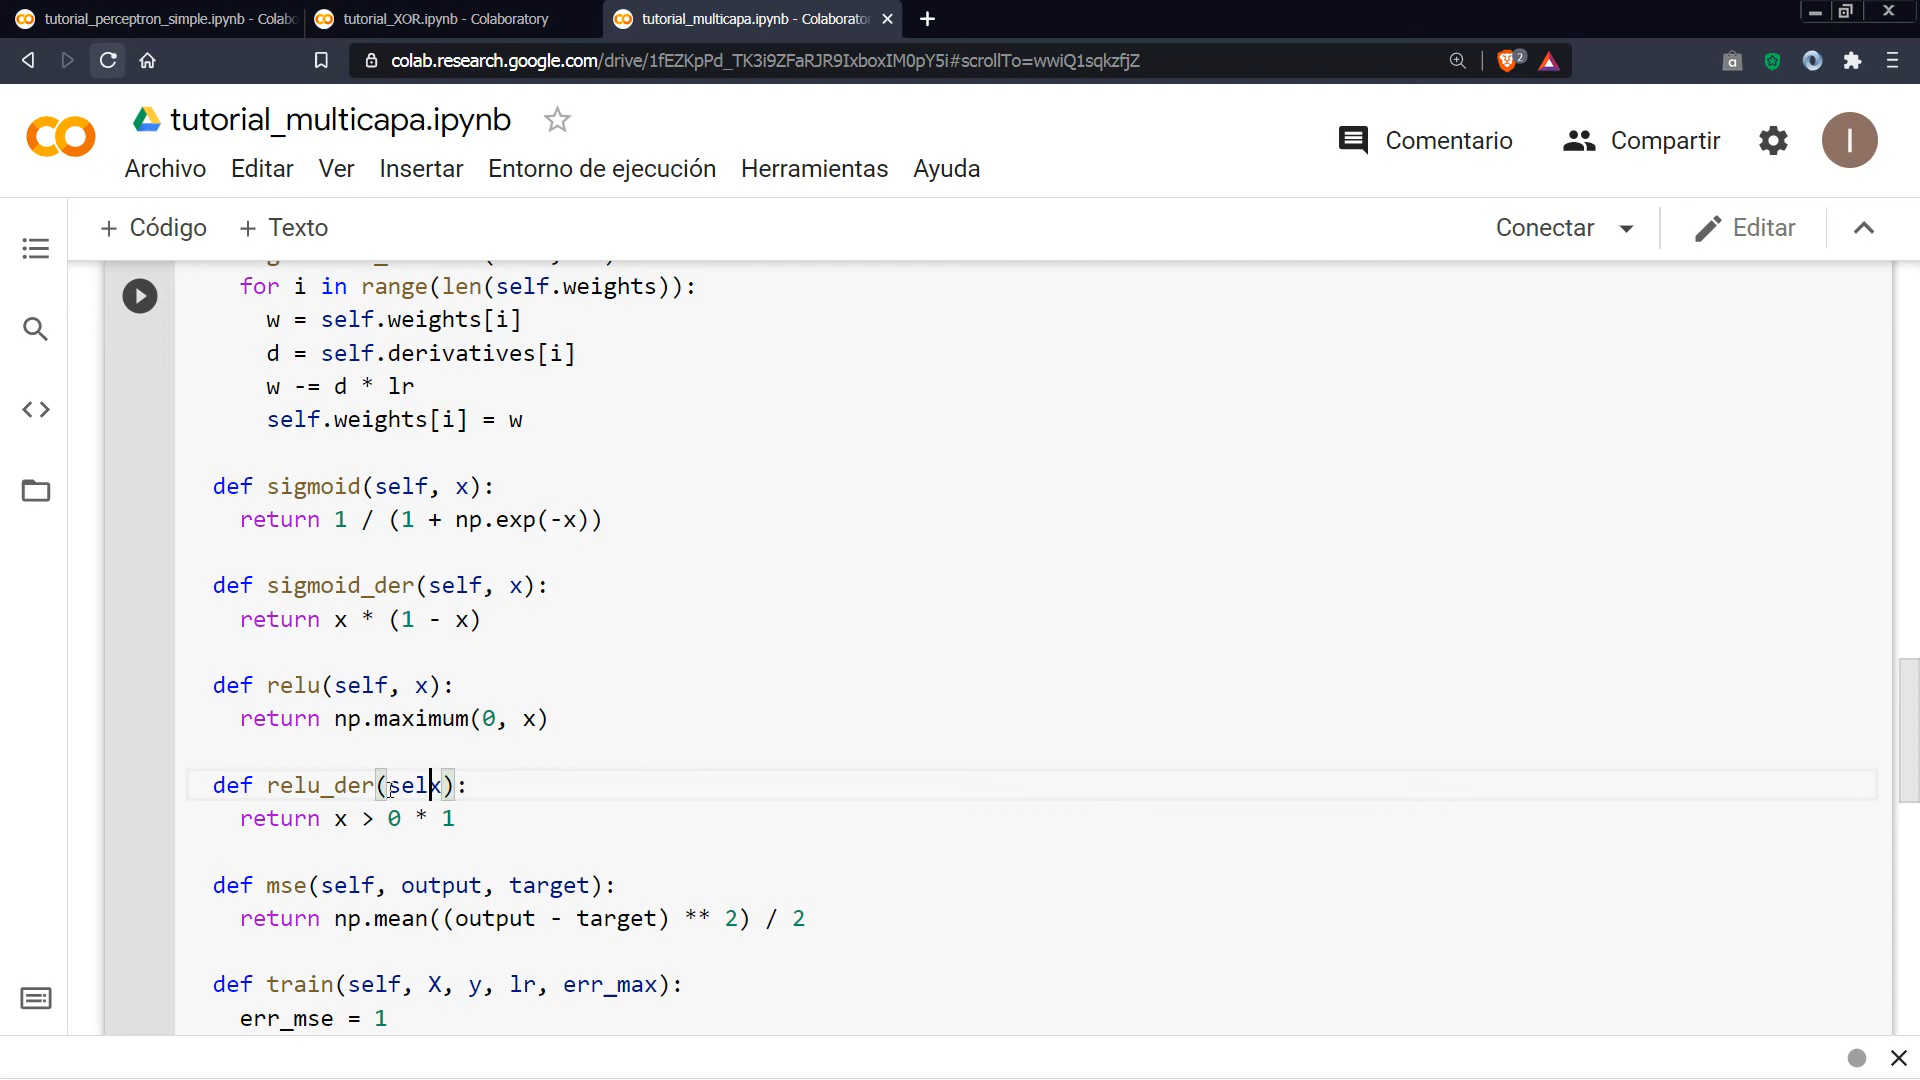 tutorial_perceptron_simple.ipynb - Colabo
tutorial_XOR.ipynb - Colaboratory
tutorial_multicapa.ipynb - Colaborator
colab.research.google.com/drive/1fEZKpPd_TK3i9ZFaRJR9IxboxIM0pY5i#scrollTo=wwiQ1sqkzfjZ
2
a
tutorial_multicapa.ipynb
Comentario
Compartir
I
Archivo Editar Ver Insertar Entorno de ejecución Herramientas Ayuda
+ Código + Texto
Conectar
Editar
for i in range(len(self.weights)):
w = self.weights[i]
d = self.derivatives[i]
w -= d * lr
self.weights[i] = w
def sigmoid(self, x):
return 1 / (1 + np.exp(-x))
def sigmoid_der(self, x):
return x * (1 - x)
def relu(self, x):
return np.maximum(0, x)
def relu_der(selx):
return x > 0 * 1
def mse(self, output, target):
return np.mean((output - target) ** 2) / 2
def train(self, X, y, lr, err_max):
err_mse = 1